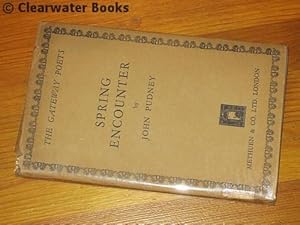 © Clearwater Books
THE GATEWAY POETS
SPRING
ENCOUNTER
by
JOHN PUDNEY
METHUEN & CO. LTD. LONDON